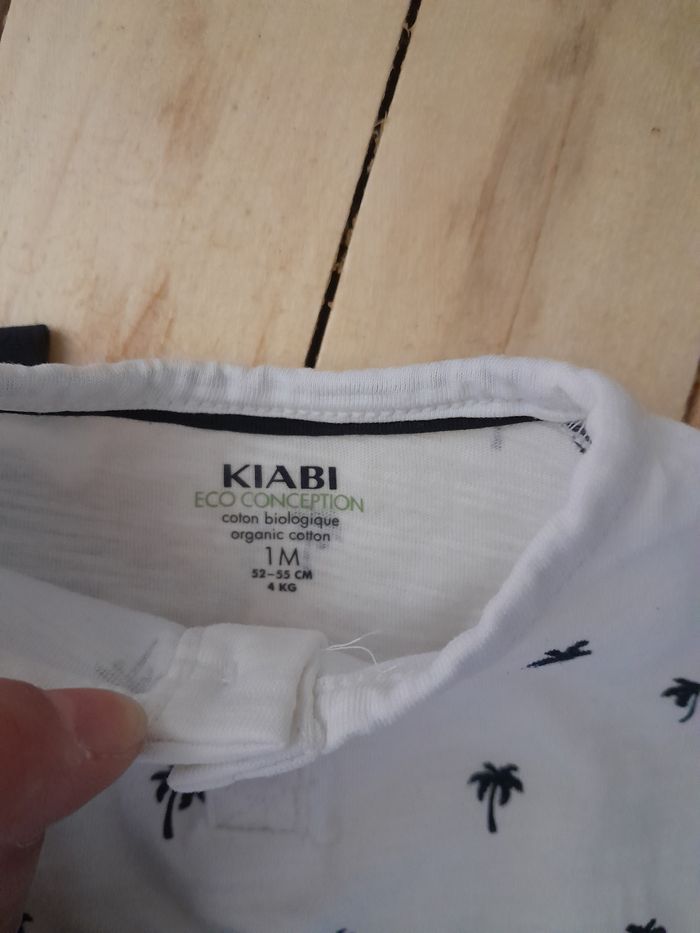 KIABI
ECO CONCEPTION
coton biologique
organic cotton
1M
52-55 CM
4 KG